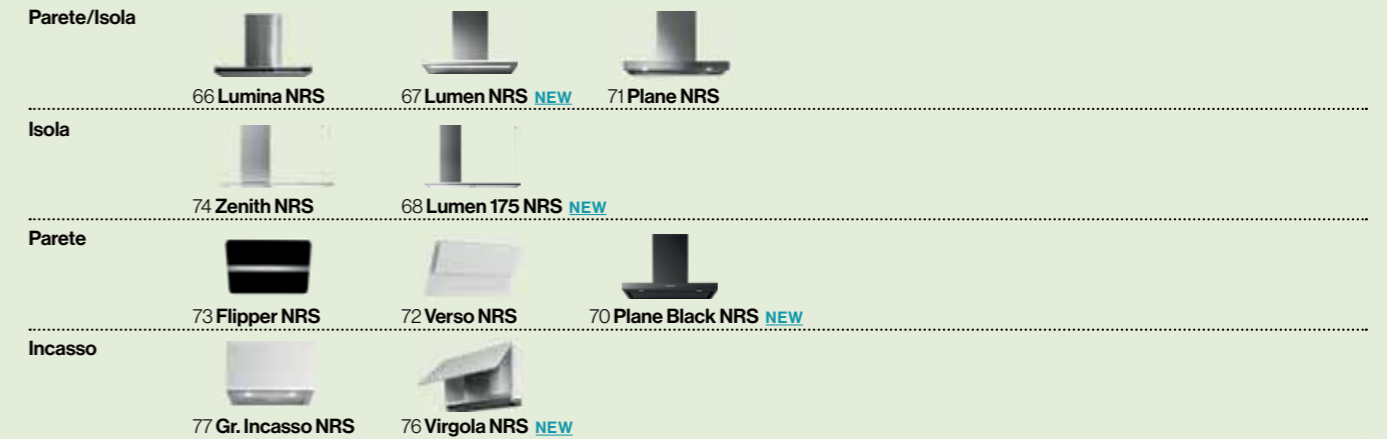 Parete/Isola
66 Lumina NRS
67 Lumen NRS NEW
71 Plane NRS
Isola
74 Zenith NRS
68 Lumen 175 NRS NEW
Parete
73 Flipper NRS
72 Verso NRS
70 Plane Black NRS NEW
Incasso
77 Gr. Incasso NRS
76 Virgola NRS NEW